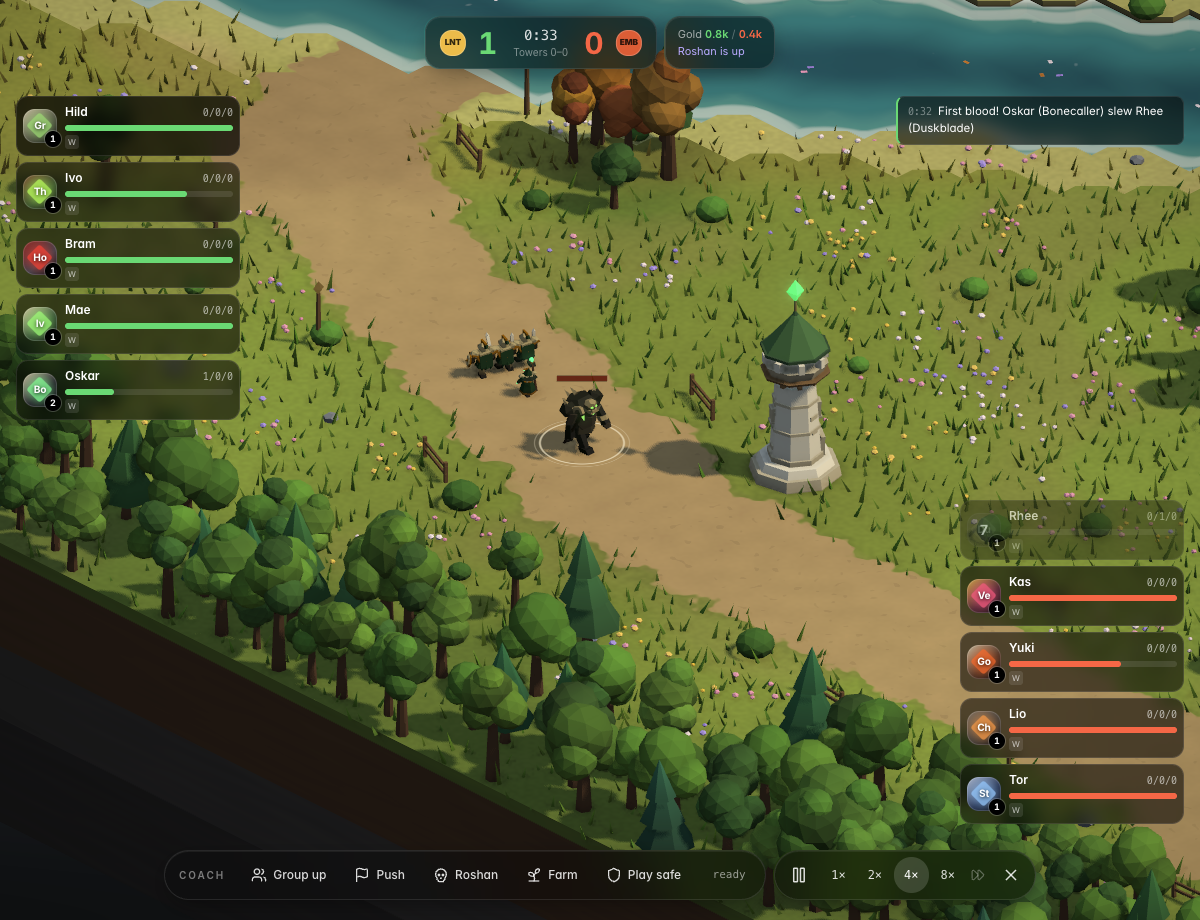 LNT 1 0:33 0 EMB
Towers 0–0
Gold 0.8k / 0.4k
Roshan is up
0:32 First blood! Oskar (Bonecaller) slew Rhee
(Duskblade)
Gr 1 Hild 0/0/0
W
Th 1 Ivo 0/0/0
W
Ho 1 Bram 0/0/0
W
Iv 1 Mae 0/0/0
W
Bo 2 Oskar 1/0/0
W
7 1 Rhee 0/1/0
W
Ve 1 Kas 0/0/0
W
Go 1 Yuki 0/0/0
W
Ch 1 Lio 0/0/0
W
St 1 Tor 0/0/0
W
COACH Group up Push Roshan Farm Play safe ready
1× 2× 4× 8×